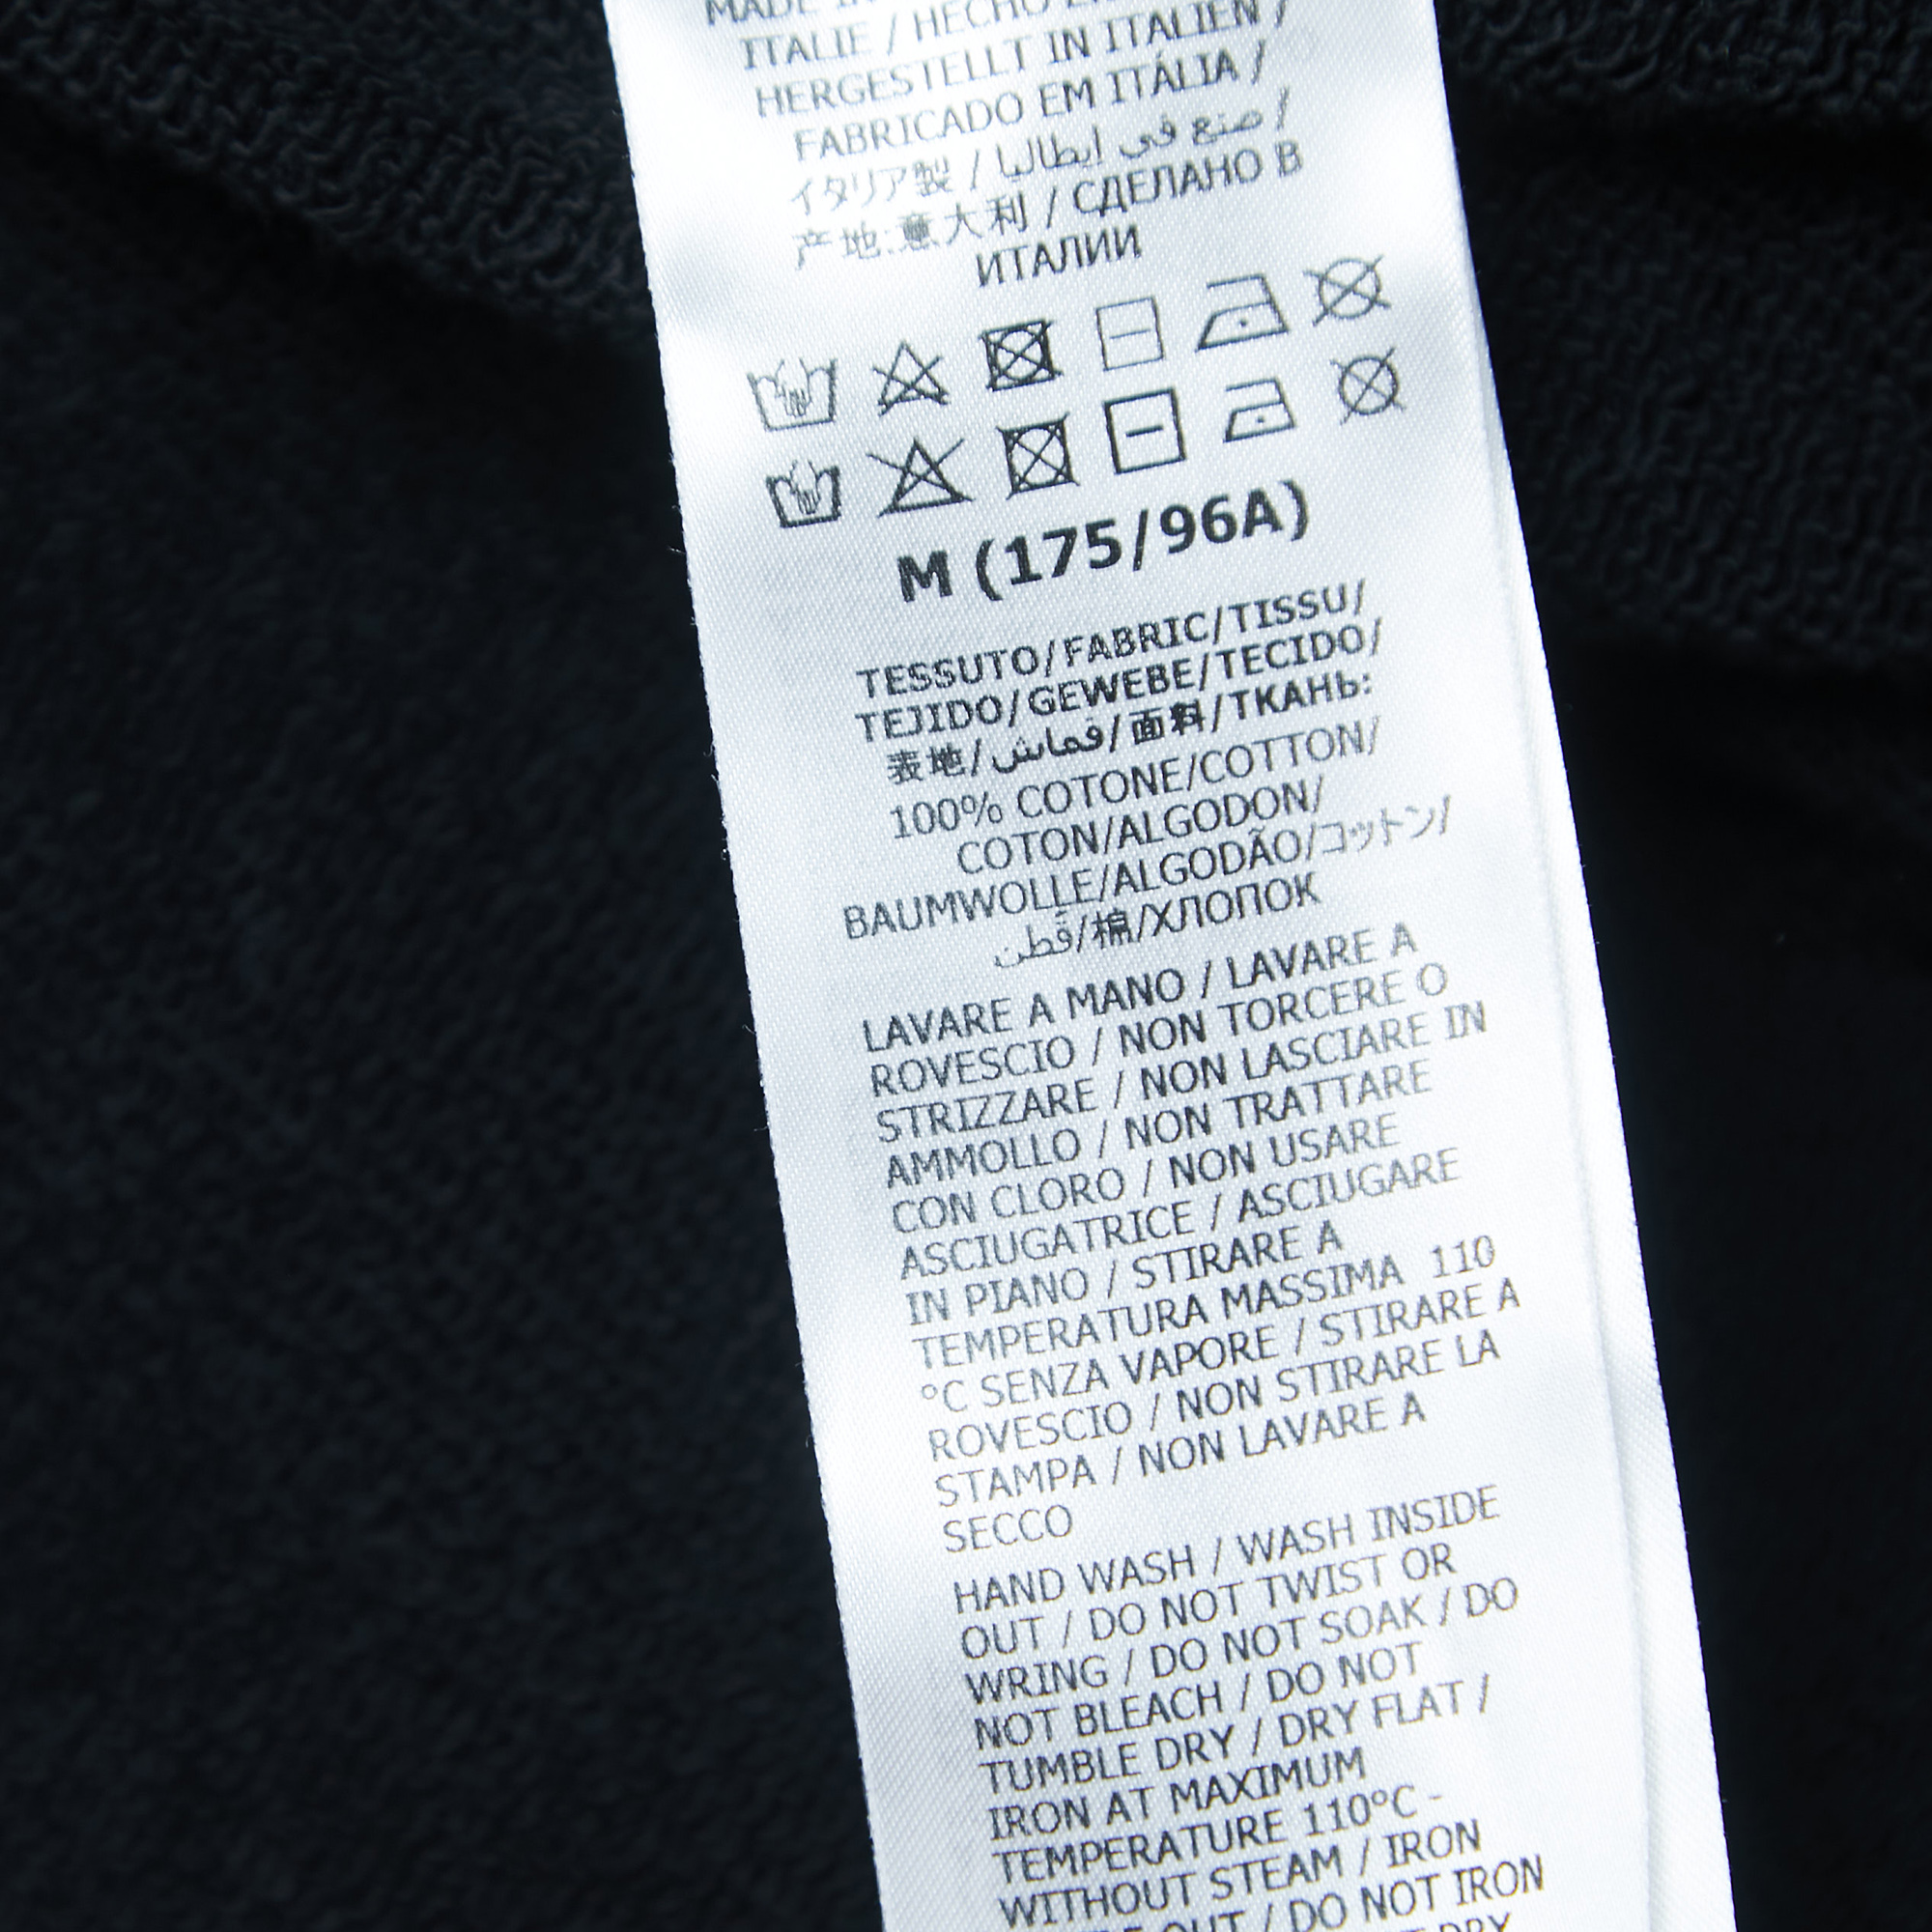 MADE IN
ITALIE / HECHO EN
HERGESTELLT IN ITALIEN /
FABRICADO EM ITÁLIA /
イタリア製 / صنع في إيطاليا /
产地:意大利 / СДЕЛАНО В
ИТАЛИИ
M (175/96A)
TESSUTO/FABRIC/TISSU/
TEJIDO/GEWEBE/TECIDO/
表地/قماش/面料/ТКАНЬ:
100% COTONE/COTTON/
COTON/ALGODON/
BAUMWOLLE/ALGODÃO/コットン/
قُطن/棉/ХЛОПОК
LAVARE A MANO / LAVARE A
ROVESCIO / NON TORCERE O
STRIZZARE / NON LASCIARE IN
AMMOLLO / NON TRATTARE
CON CLORO / NON USARE
ASCIUGATRICE / ASCIUGARE
IN PIANO / STIRARE A
TEMPERATURA MASSIMA 110
°C SENZA VAPORE / STIRARE A
ROVESCIO / NON STIRARE LA
STAMPA / NON LAVARE A
SECCO
HAND WASH / WASH INSIDE
OUT / DO NOT TWIST OR
WRING / DO NOT SOAK / DO
NOT BLEACH / DO NOT
TUMBLE DRY / DRY FLAT /
IRON AT MAXIMUM
TEMPERATURE 110°C -
WITHOUT STEAM / IRON
OUT / DO NOT IRON
DRY